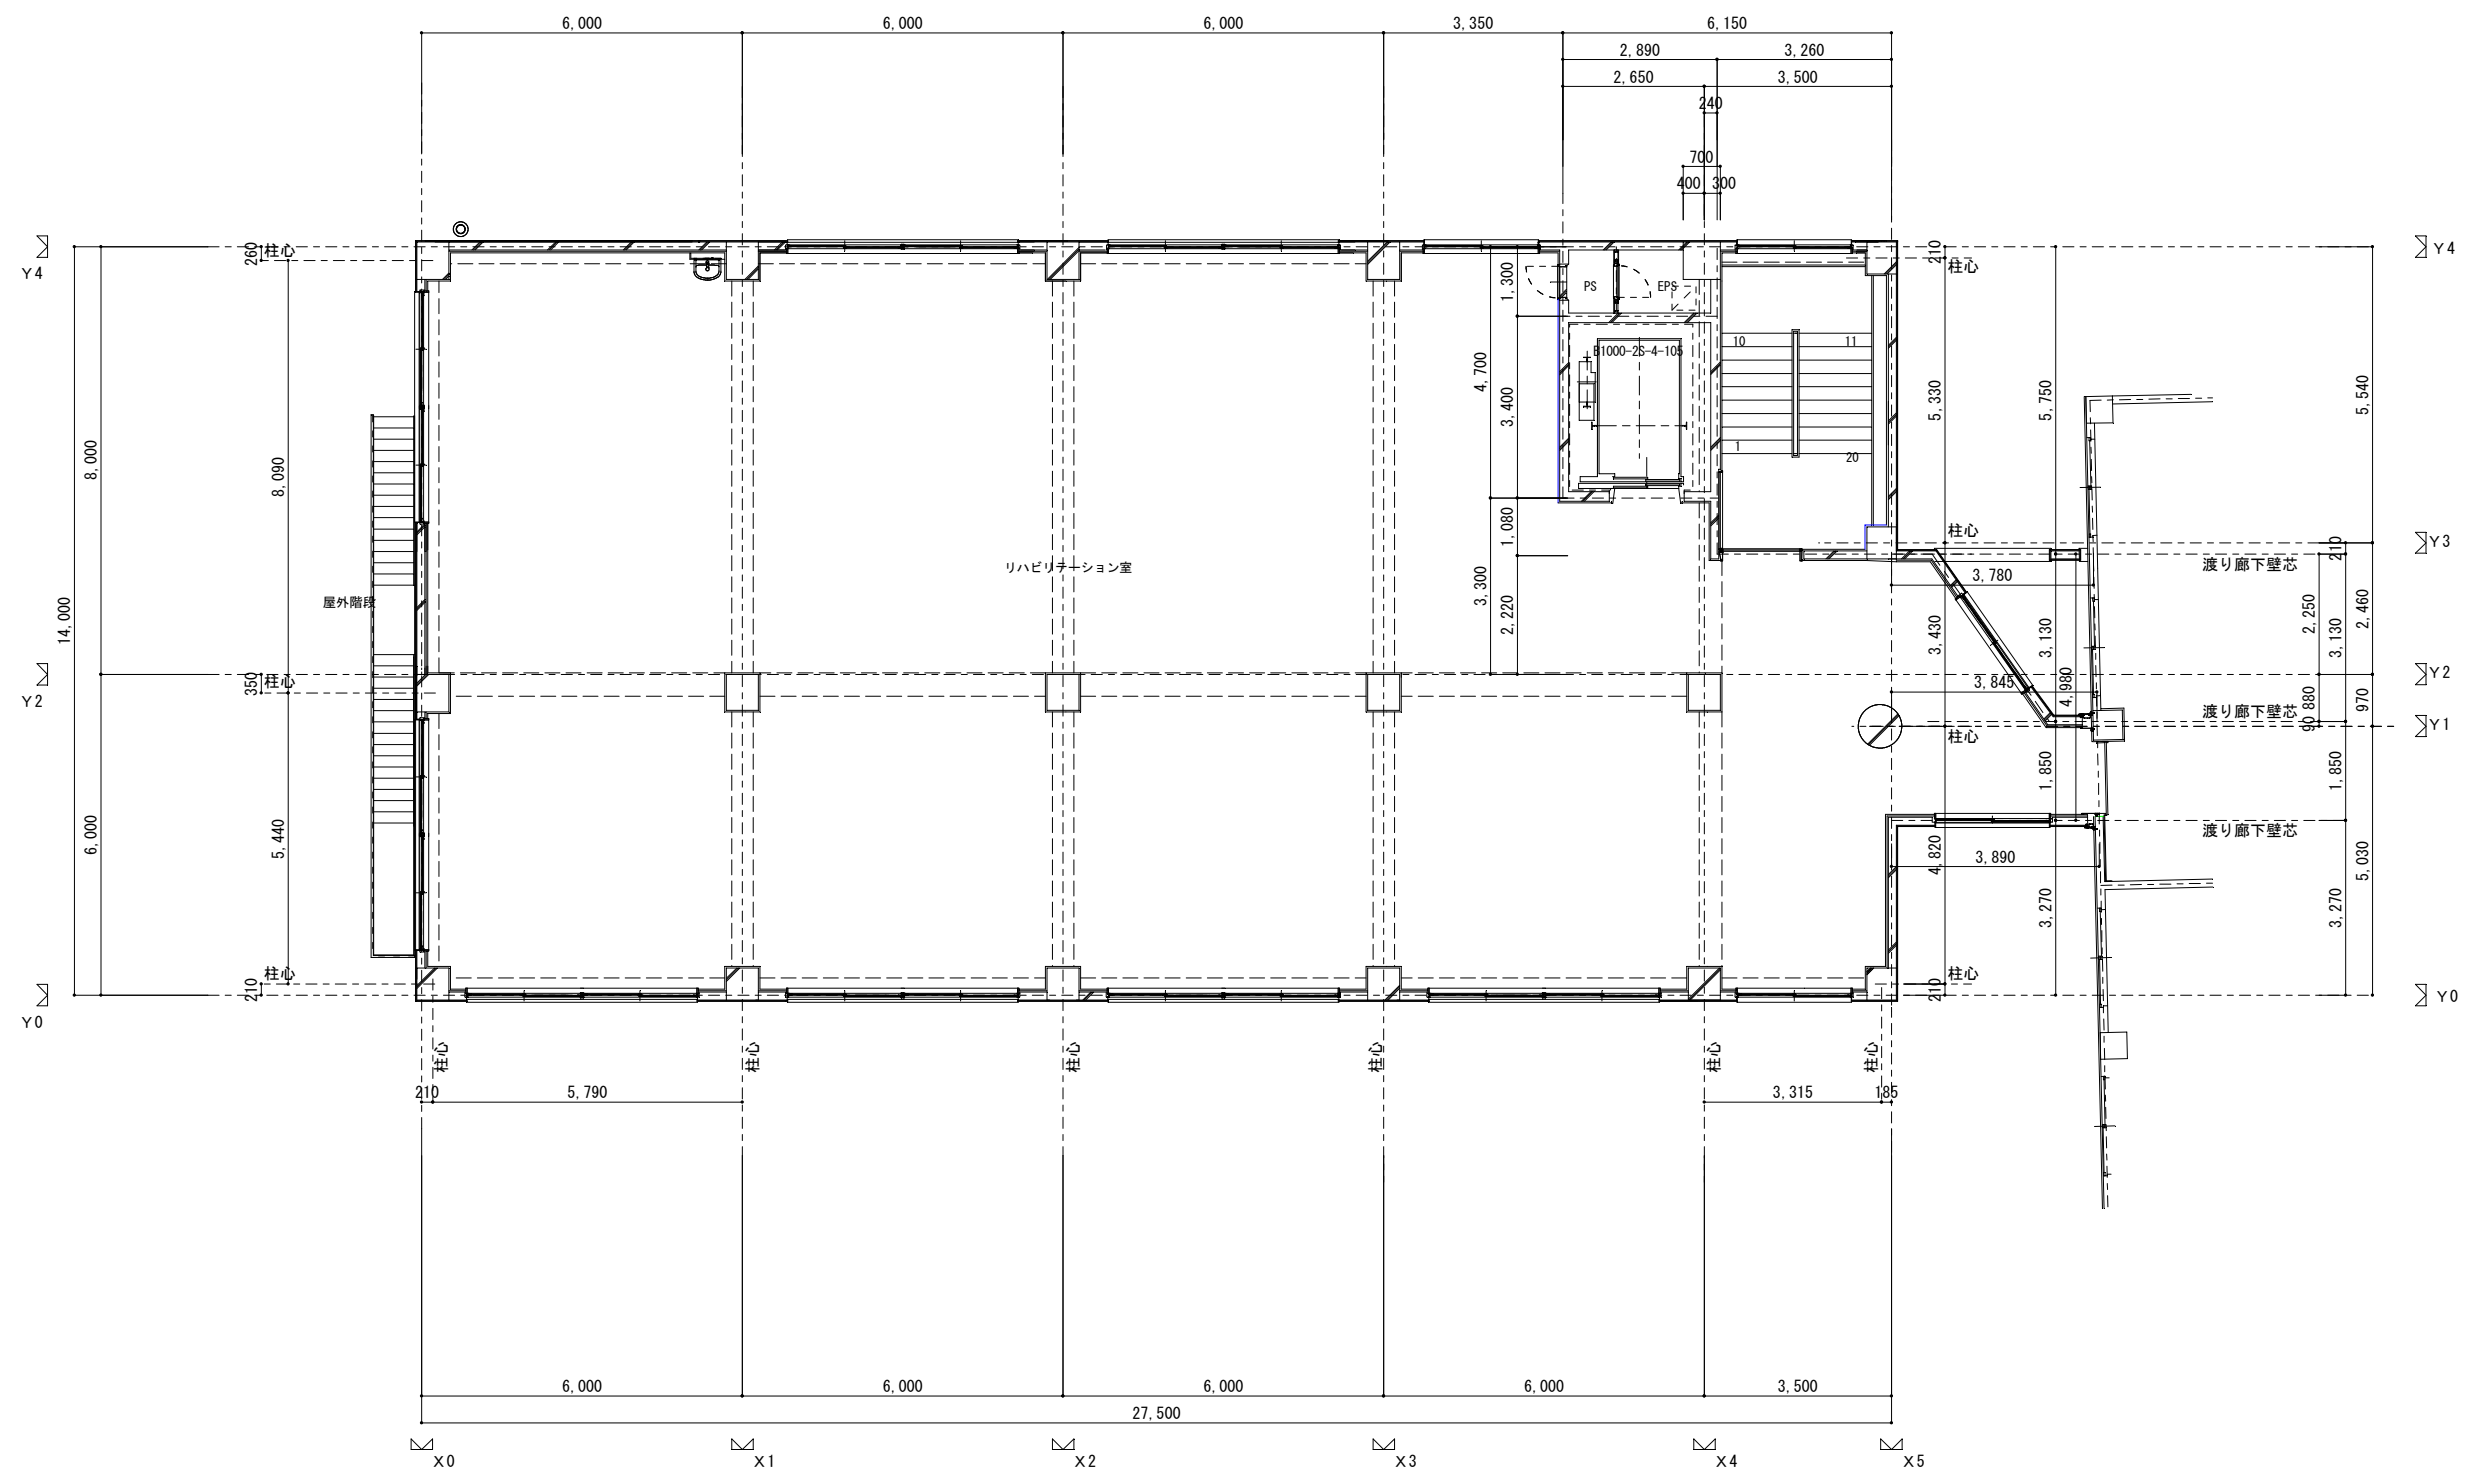 6,000 6,000 6,000 3,350 6,150
2,890 3,260
2,650 3,500
240
700
400 300
Y4 260 柱心 210 柱心 Y4
PS EPS
1,300
B1000-2S-4-105
10 11
1 20
4,700 3,400
5,330 5,750 5,540
8,000 8,090
1,080
柱心 210 Y3
渡り廊下壁芯
リハビリテーション室
3,780
屋外階段
14,000
3,300 2,220
3,430 3,130 2,250 3,130 2,460
Y2 350 柱心
3,845 4,980
Y2
渡り廊下壁芯
880 90 970
Y1
柱心
1,850 1,850
6,000 5,440
渡り廊下壁芯
4,820 3,890
3,270 3,270 5,030
柱心 柱心
Y0 210 210 Y0
柱心 柱心 柱心 柱心 柱心 柱心
210 5,790 3,315 185
6,000 6,000 6,000 6,000 3,500
27,500
X0 X1 X2 X3 X4 X5